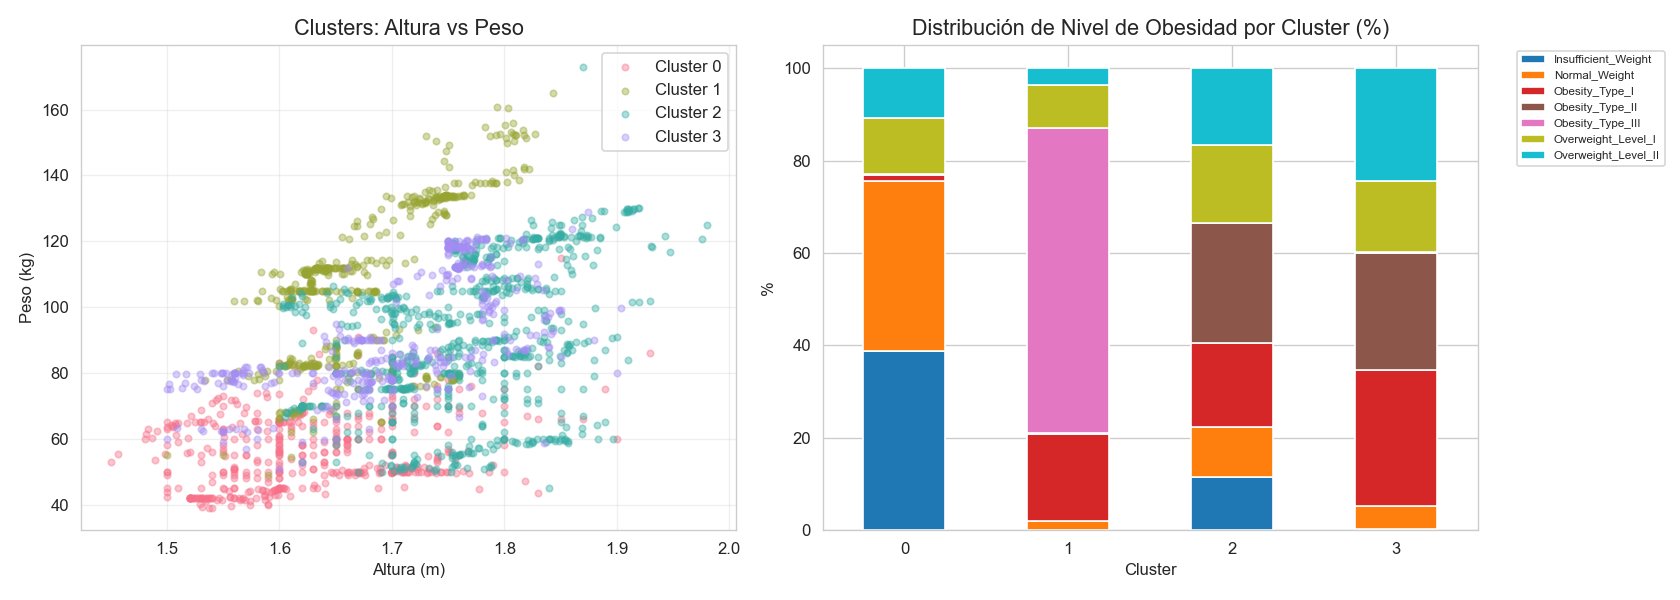 Clusters: Altura vs Peso
Cluster 0
Cluster 1
Cluster 2
Cluster 3
160
140
120
100
80
60
40
Peso (kg)
1.5 1.6 1.7 1.8 1.9 2.0
Altura (m)
Distribución de Nivel de Obesidad por Cluster (%)
100
80
60
40
20
0
%
0 1 2 3
Cluster
Insufficient_Weight
Normal_Weight
Obesity_Type_I
Obesity_Type_II
Obesity_Type_III
Overweight_Level_I
Overweight_Level_II